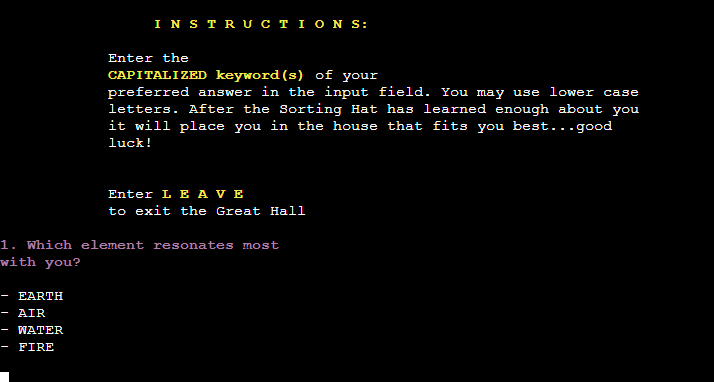 I N S T R U C T I O N S:
Enter the
CAPITALIZED keyword(s) of your
preferred answer in the input field. You may use lower case
letters. After the Sorting Hat has learned enough about you
it will place you in the house that fits you best...good
luck!
Enter L E A V E
to exit the Great Hall
1. Which element resonates most
with you?
- EARTH
- AIR
- WATER
- FIRE